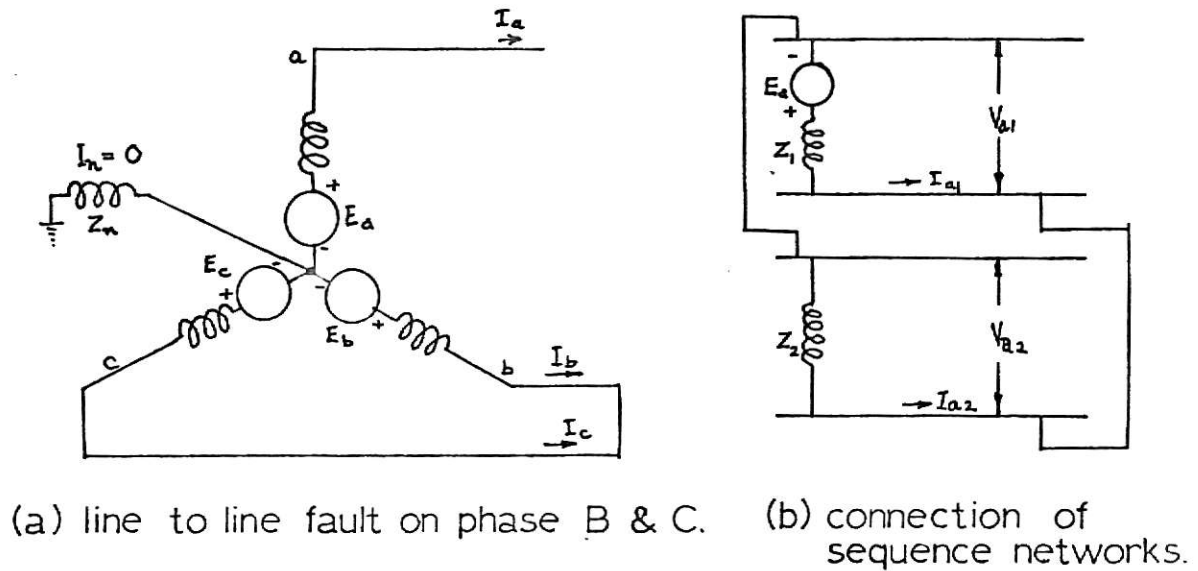 Ia
a
In = 0
Zn
+
Ea
-
Ec
-
+
-
Eb
+
c
b
Ib
Ic
-
Ea
+
Z1
Va1
Ia1
Z2
Va2
Ia2
(a) line to line fault on phase B & C.
(b) connection of
sequence networks.